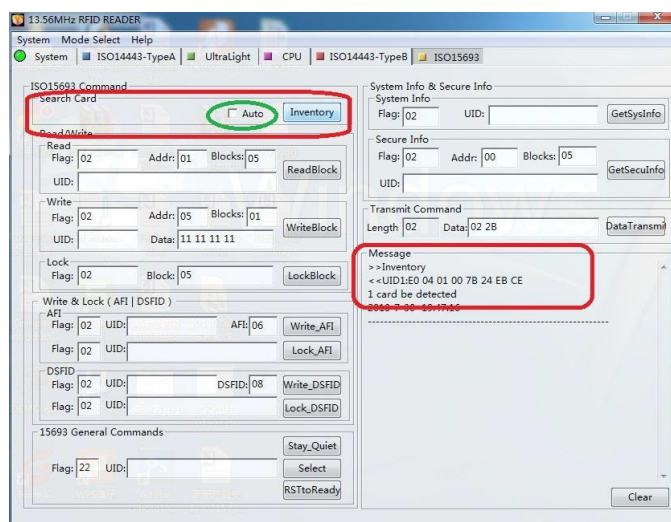 13.56MHz RFID READER
System Mode Select Help
System ISO14443-TypeA UltraLight CPU ISO14443-TypeB ISO15693
ISO15693 Command
Search Card
Auto Inventory
Read/Write
Read
Flag: 02 Addr: 01 Blocks: 05
ReadBlock
UID:
Write
Flag: 02 Addr: 05 Blocks: 01
WriteBlock
UID: Data: 11 11 11 11
Lock
Flag: 02 Block: 05 LockBlock
Write & Lock ( AFI | DSFID )
AFI
Flag: 02 UID: AFI: 06 Write_AFI
Flag: 02 UID: Lock_AFI
DSFID
Flag: 02 UID: DSFID: 08 Write_DSFID
Flag: 02 UID: Lock_DSFID
15693 General Commands
Stay_Quiet
Flag: 22 UID: Select
RSTtoReady
System Info & Secure Info
System Info
Flag: 02 UID: GetSysInfo
Secure Info
Flag: 02 Addr: 00 Blocks: 05
GetSecuInfo
UID:
Transmit Command
Length 02 Data: 02 2B DataTransmit
Message
>>Inventory
<<UID1:E0 04 01 00 7B 24 EB CE
1 card be detected
Clear